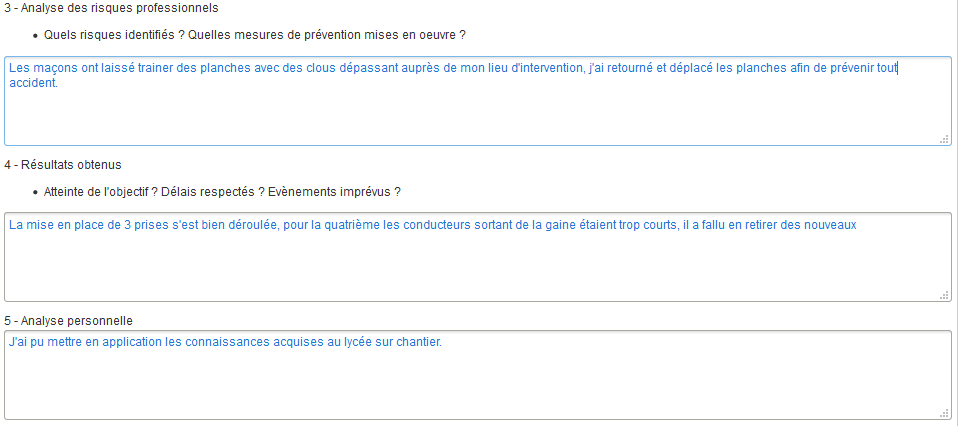 3 - Analyse des risques professionnels
• Quels risques identifiés ? Quelles mesures de prévention mises en oeuvre ?
Les maçons ont laissé trainer des planches avec des clous dépassant auprès de mon lieu d'intervention, j'ai retourné et déplacé les planches afin de prévenir tout
accident.
4 - Résultats obtenus
• Atteinte de l'objectif ? Délais respectés ? Evènements imprévus ?
La mise en place de 3 prises s'est bien déroulée, pour la quatrième les conducteurs sortant de la gaine étaient trop courts, il a fallu en retirer des nouveaux
5 - Analyse personnelle
J'ai pu mettre en application les connaissances acquises au lycée sur chantier.